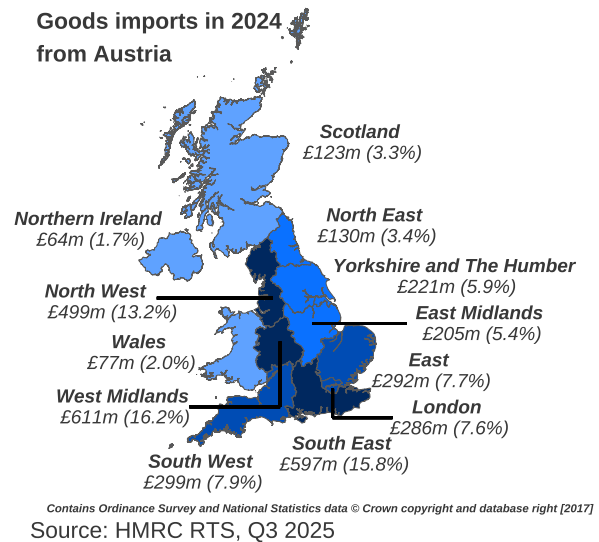 Goods imports in 2024
from Austria
Scotland
£123m (3.3%)
Northern Ireland
£64m (1.7%)
North East
£130m (3.4%)
Yorkshire and The Humber
£221m (5.9%)
North West
£499m (13.2%)
East Midlands
£205m (5.4%)
Wales
£77m (2.0%)
East
£292m (7.7%)
West Midlands
£611m (16.2%)
London
£286m (7.6%)
South East
£597m (15.8%)
South West
£299m (7.9%)
Contains Ordinance Survey and National Statistics data © Crown copyright and database right [2017]
Source: HMRC RTS, Q3 2025